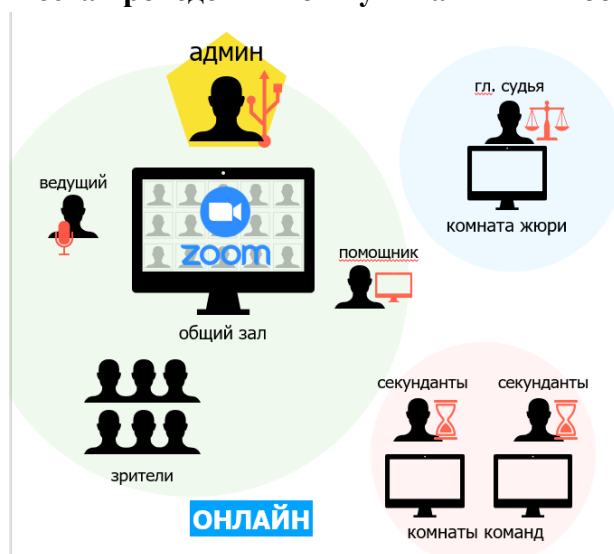 админ
гл. судья
ведущий
zoom
комната жюри
помощник
общий зал
секунданты секунданты
зрители
ОНЛАЙН
комнаты команд